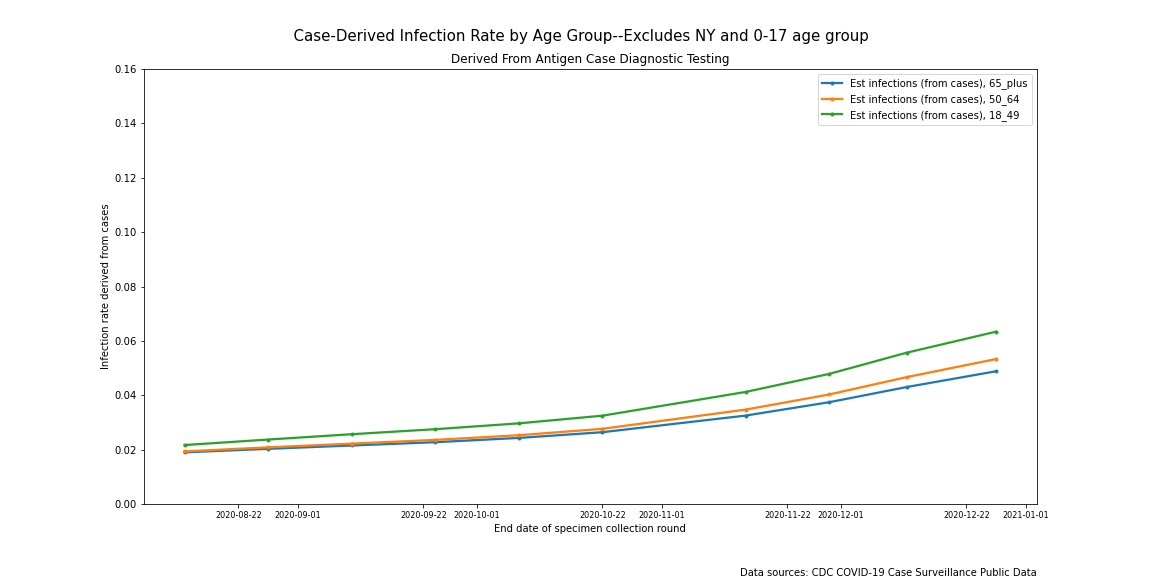 Case-Derived Infection Rate by Age Group--Excludes NY and 0-17 age group
Derived From Antigen Case Diagnostic Testing
Est infections (from cases), 65_plus
Est infections (from cases), 50_64
Est infections (from cases), 18_49
Infection rate derived from cases
0.16
0.14
0.12
0.10
0.08
0.06
0.04
0.02
0.00
2020-08-22 2020-09-01 2020-09-22 2020-10-01 2020-10-22 2020-11-01 2020-11-22 2020-12-01 2020-12-22 2021-01-01
End date of specimen collection round
Data sources: CDC COVID-19 Case Surveillance Public Data